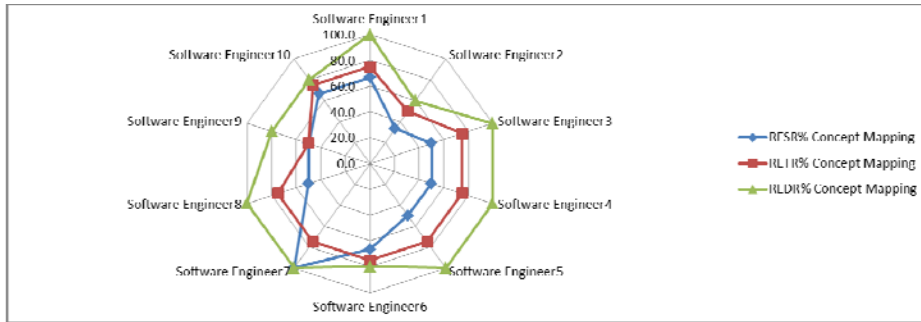 Software Engineer1
100.0
Software Engineer10
80.0
Software Engineer2
60.0
40.0
Software Engineer9
20.0
Software Engineer3
0.0
RESR% Concept Mapping
RETR% Concept Mapping
REDR% Concept Mapping
Software Engineer8
Software Engineer4
Software Engineer7
Software Engineer5
Software Engineer6